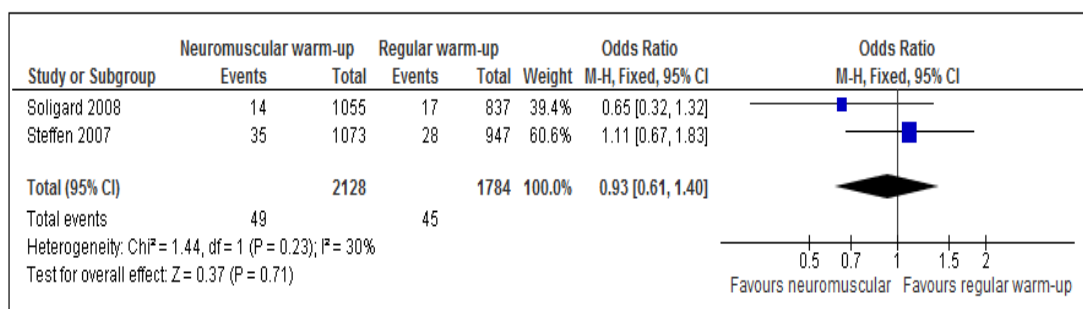 Neuromuscular warm-up Regular warm-up Odds Ratio Odds Ratio
Study or Subgroup Events Total Events Total Weight M-H, Fixed, 95% CI M-H, Fixed, 95% CI
Soligard 2008 14 1055 17 837 39.4% 0.65 [0.32, 1.32]
Steffen 2007 35 1073 28 947 60.6% 1.11 [0.67, 1.83]
Total (95% CI) 2128 1784 100.0% 0.93 [0.61, 1.40]
Total events 49 45
Heterogeneity: Chi² = 1.44, df = 1 (P = 0.23); I² = 30%
Test for overall effect: Z = 0.37 (P = 0.71)
0.5 0.7 1 1.5 2
Favours neuromuscular Favours regular warm-up